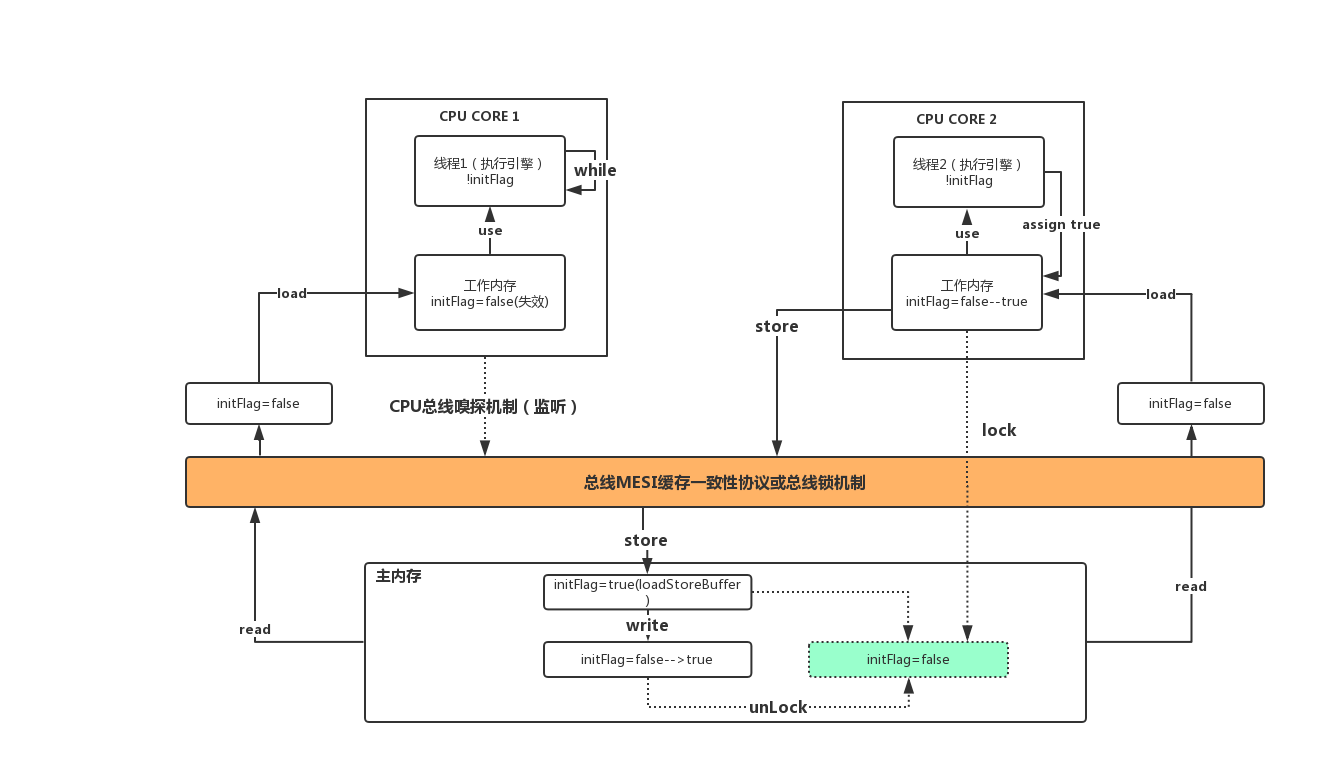 CPU CORE 1
线程1（执行引擎）
!initFlag
while
use
工作内存
initFlag=false(失效)
load
initFlag=false
CPU CORE 2
线程2（执行引擎）
!initFlag
use
assign true
工作内存
initFlag=false--true
load
store
initFlag=false
CPU总线嗅探机制（监听）
lock
总线MESI缓存一致性协议或总线锁机制
store
read
read
主内存
initFlag=true(loadStoreBuffer
)
write
initFlag=false-->true
initFlag=false
unLock